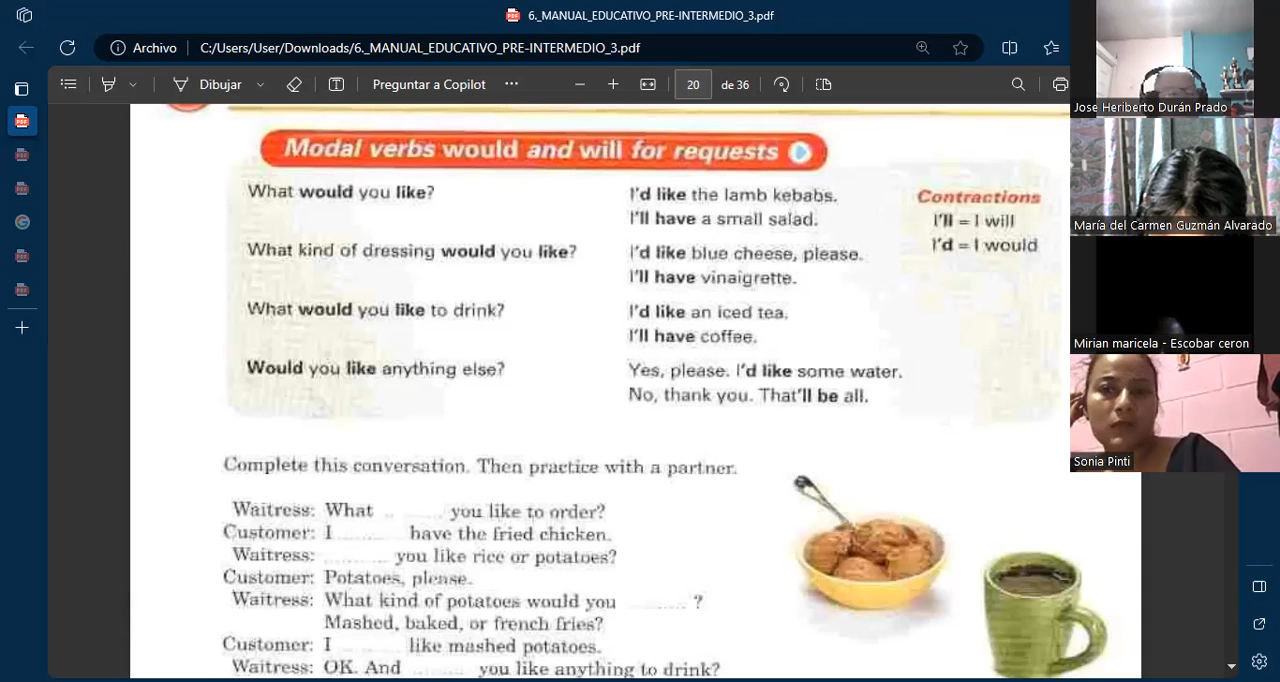 6._MANUAL_EDUCATIVO_PRE-INTERMEDIO_3.pdf
Archivo C:/Users/User/Downloads/6._MANUAL_EDUCATIVO_PRE-INTERMEDIO_3.pdf
Dibujar Preguntar a Copilot 20 de 36
Modal verbs would and will for requests
What would you like? I'd like the lamb kebabs.
I'll have a small salad.
What kind of dressing would you like? I'd like blue cheese, please.
I'll have vinaigrette.
What would you like to drink? I'd like an iced tea.
I'll have coffee.
Would you like anything else? Yes, please. I'd like some water.
No, thank you. That'll be all.
Contractions
I'll = I will
I'd = I would
Complete this conversation. Then practice with a partner.
Waitress: What ........ you like to order?
Customer: I ........ have the fried chicken.
Waitress: ........ you like rice or potatoes?
Customer: Potatoes, please.
Waitress: What kind of potatoes would you ........ ?
Mashed, baked, or french fries?
Customer: I ........ like mashed potatoes.
Waitress: OK. And ........ you like anything to drink?
Jose Heriberto Durán Prado
María del Carmen Guzmán Alvarado
Mirian maricela - Escobar ceron
Sonia Pinti